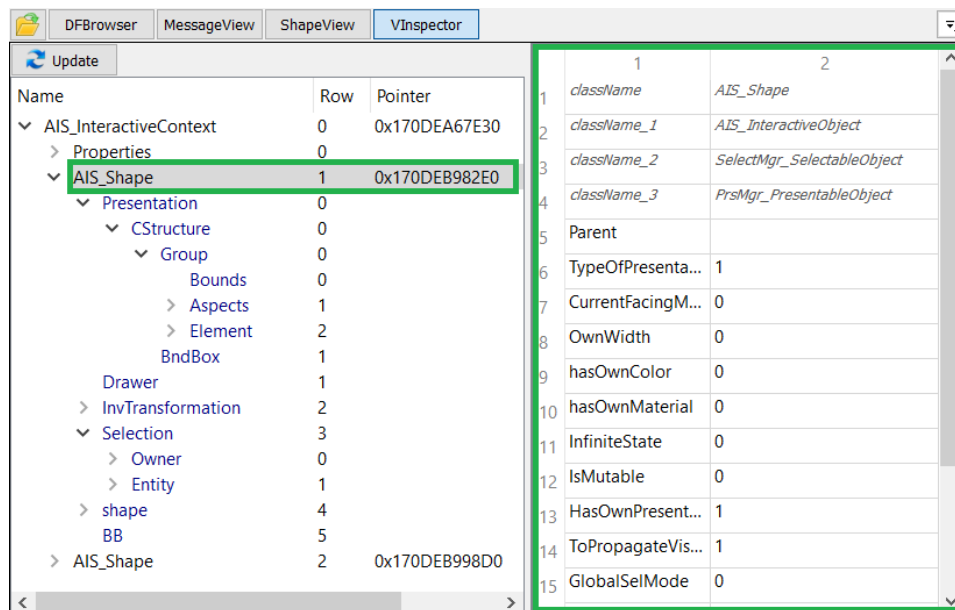 DFBrowser MessageView ShapeView VInspector
Update
Name Row Pointer
AIS_InteractiveContext 0 0x170DEA67E30
Properties 0
AIS_Shape 1 0x170DEB982E0
Presentation 0
CStructure 0
Group 0
Bounds 0
Aspects 1
Element 2
BndBox 1
Drawer 1
InvTransformation 2
Selection 3
Owner 0
Entity 1
shape 4
BB 5
AIS_Shape 2 0x170DEB998D0
1 2
1 className AIS_Shape
2 className_1 AIS_InteractiveObject
3 className_2 SelectMgr_SelectableObject
4 className_3 PrsMgr_PresentableObject
5 Parent
6 TypeOfPresenta... 1
7 CurrentFacingM... 0
8 OwnWidth 0
9 hasOwnColor 0
10 hasOwnMaterial 0
11 InfiniteState 0
12 IsMutable 0
13 HasOwnPresent... 1
14 ToPropagateVis... 1
15 GlobalSelMode 0